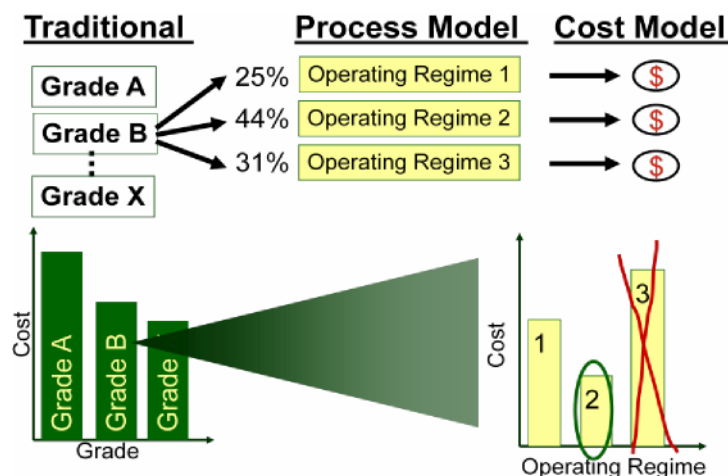 Traditional
Process Model
Cost Model
Grade A
Grade B
Grade X
25%
Operating Regime 1
$
44%
Operating Regime 2
$
31%
Operating Regime 3
$
Cost
Grade A
Grade B
Grade
Grade
Cost
1
2
3
Operating Regime